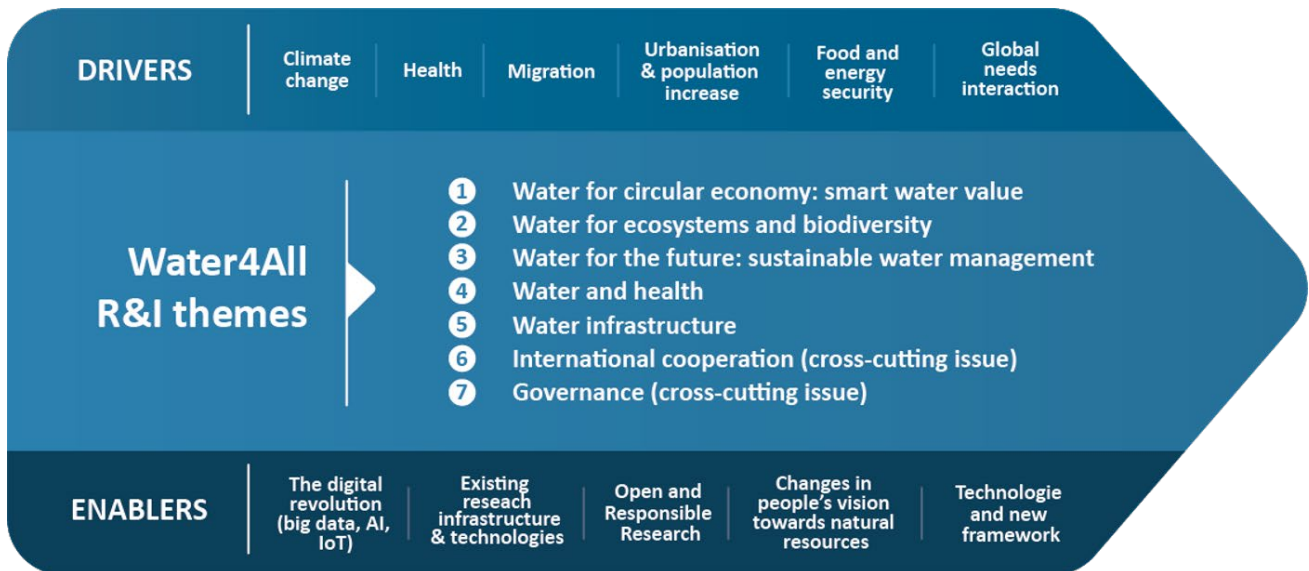 DRIVERS
Climate
change
Health
Migration
Urbanisation
& population
increase
Food and
energy
security
Global
needs
interaction
Water4All
R&I themes
1 Water for circular economy: smart water value
2 Water for ecosystems and biodiversity
3 Water for the future: sustainable water management
4 Water and health
5 Water infrastructure
6 International cooperation (cross-cutting issue)
7 Governance (cross-cutting issue)
ENABLERS
The digital
revolution
(big data, AI,
IoT)
Existing
reseach
infrastructure
& technologies
Open and
Responsible
Research
Changes in
people's vision
towards natural
resources
Technologie
and new
framework